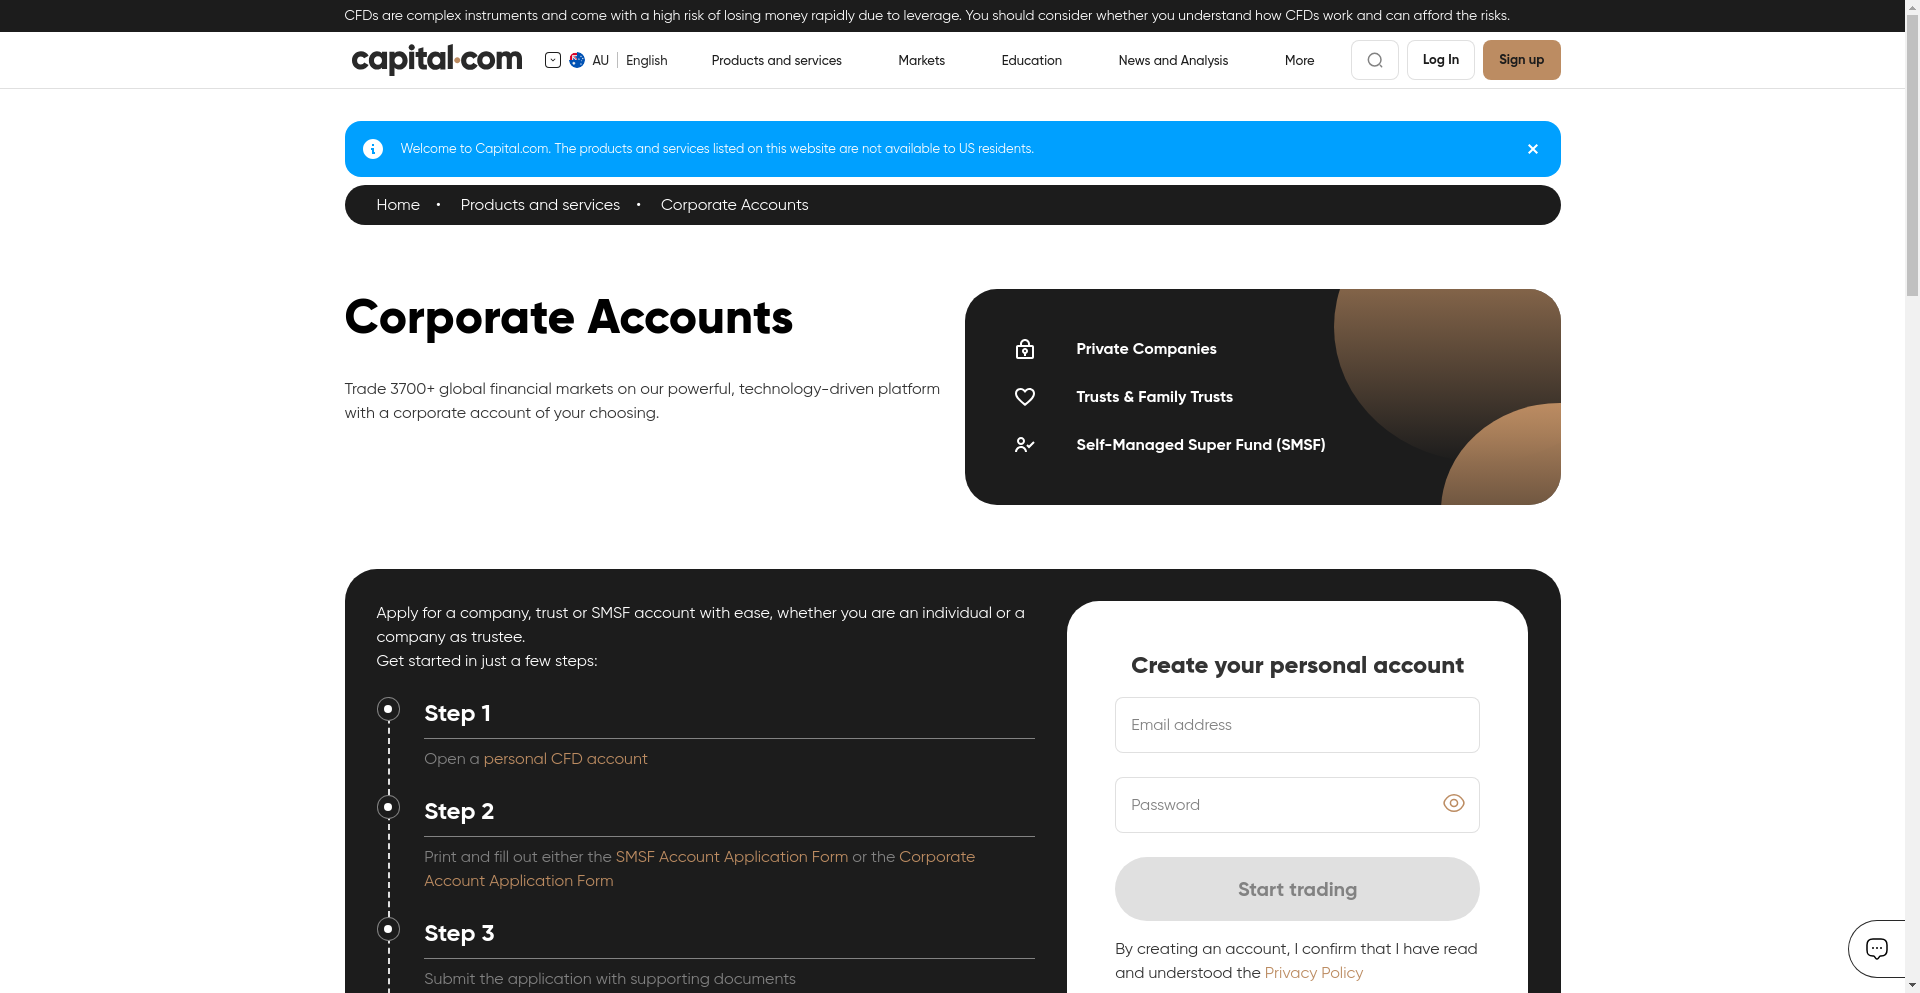 CFDs are complex instruments and come with a high risk of losing money rapidly due to leverage. You should consider whether you understand how CFDs work and can afford the risks.
capital.com
AU English
Products and services
Markets
Education
News and Analysis
More
Log In
Sign up
Welcome to Capital.com. The products and services listed on this website are not available to US residents.
Home • Products and services • Corporate Accounts
Corporate Accounts
Trade 3700+ global financial markets on our powerful, technology-driven platform
with a corporate account of your choosing.
Private Companies
Trusts & Family Trusts
Self-Managed Super Fund (SMSF)
Apply for a company, trust or SMSF account with ease, whether you are an individual or a
company as trustee.
Get started in just a few steps:
Step 1
Open a personal CFD account
Step 2
Print and fill out either the SMSF Account Application Form or the Corporate
Account Application Form
Step 3
Submit the application with supporting documents
Create your personal account
Email address
Password
Start trading
By creating an account, I confirm that I have read
and understood the Privacy Policy